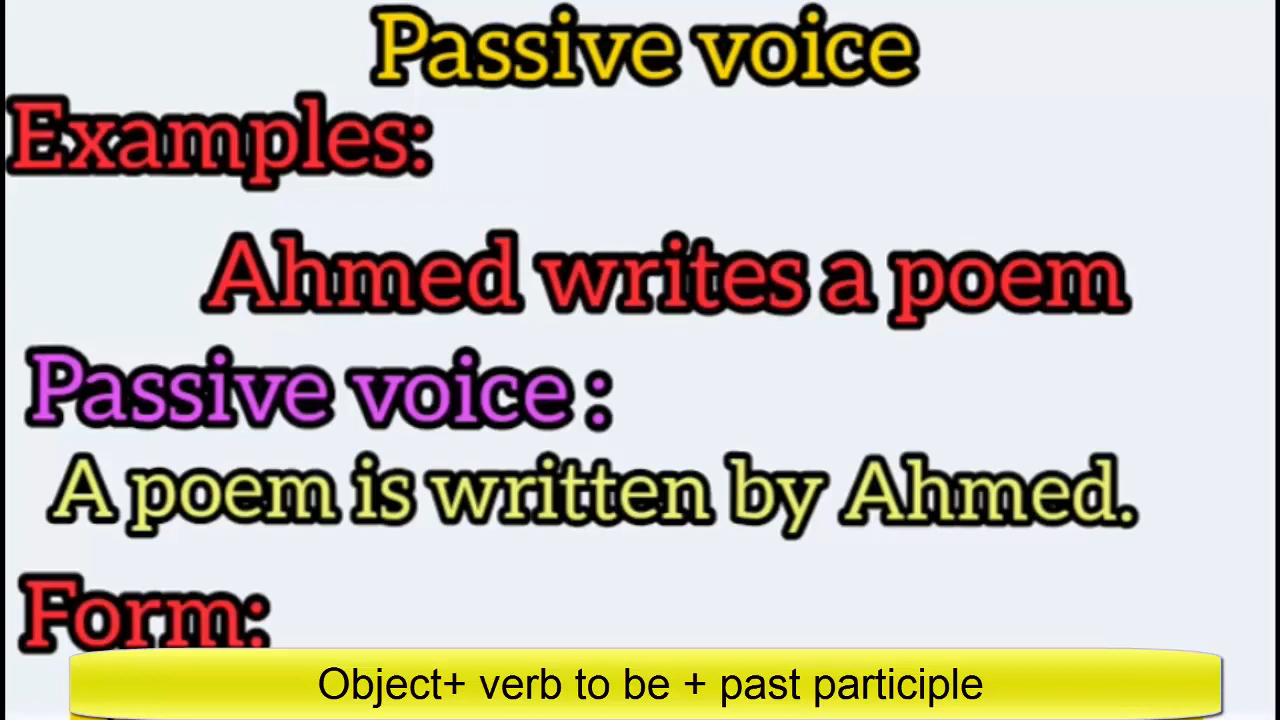 Passive voice
Examples:
Ahmed writes a poem
Passive voice :
A poem is written by Ahmed.
Form:
Object+ verb to be + past participle